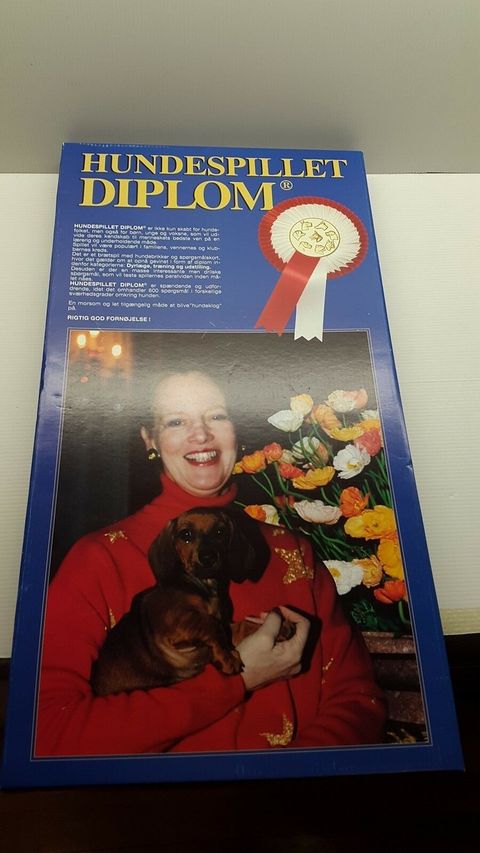 HUNDESPILLET
DIPLOM®
HUNDESPILLET DIPLOM® er ikke kun skabt for hunde-
folket, men også for børn, unge og voksne, som vil ud-
vide deres kendskab til menneskets bedste ven på en
lærerig og underholdende måde.
Spillet vil være populært i familiens, vennernes og klub-
bernes kreds.
Det er et brætspil med hundebrikker og spørgsmålskort,
hvor det gælder om at opnå gevinst i form af diplom in-
denfor kategorierne: Dyrlæge, træning og udstilling.
Desuden er der en masse interessante men drilske
spørgsmål, som vil teste spillernes paratviden inden mål-
et nåes.
HUNDESPILLET DIPLOM® er spændende og udfor-
drende, idet det omhandler 800 spørgsmål i forskellige
sværhedsgrader omkring hunden.
En morsom og let tilgængelig måde at blive "hundeklog"
på.
RIGTIG GOD FORNØJELSE !